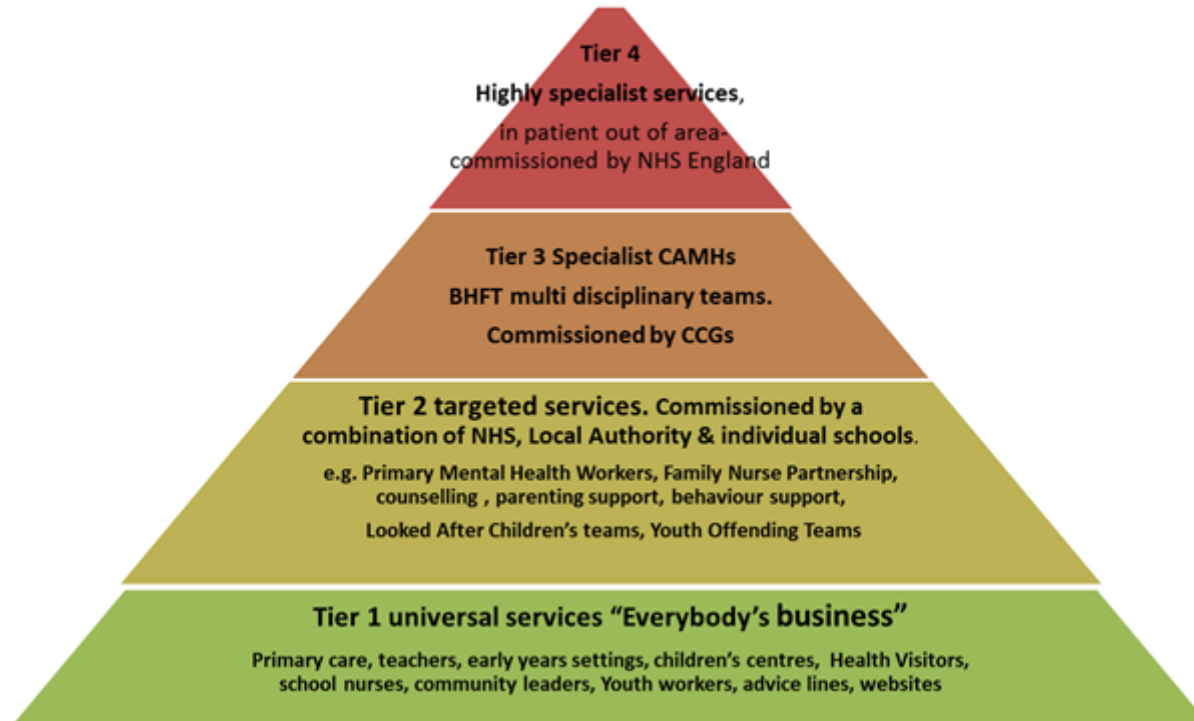 Tier 4
Highly specialist services,
in patient out of area-
commissioned by NHS England
Tier 3 Specialist CAMHs
BHFT multi disciplinary teams.
Commissioned by CCGs
Tier 2 targeted services. Commissioned by a
combination of NHS, Local Authority & individual schools.
e.g. Primary Mental Health Workers, Family Nurse Partnership,
counselling , parenting support, behaviour support,
Looked After Children’s teams, Youth Offending Teams
Tier 1 universal services “Everybody’s business”
Primary care, teachers, early years settings, children’s centres, Health Visitors,
school nurses, community leaders, Youth workers, advice lines, websites